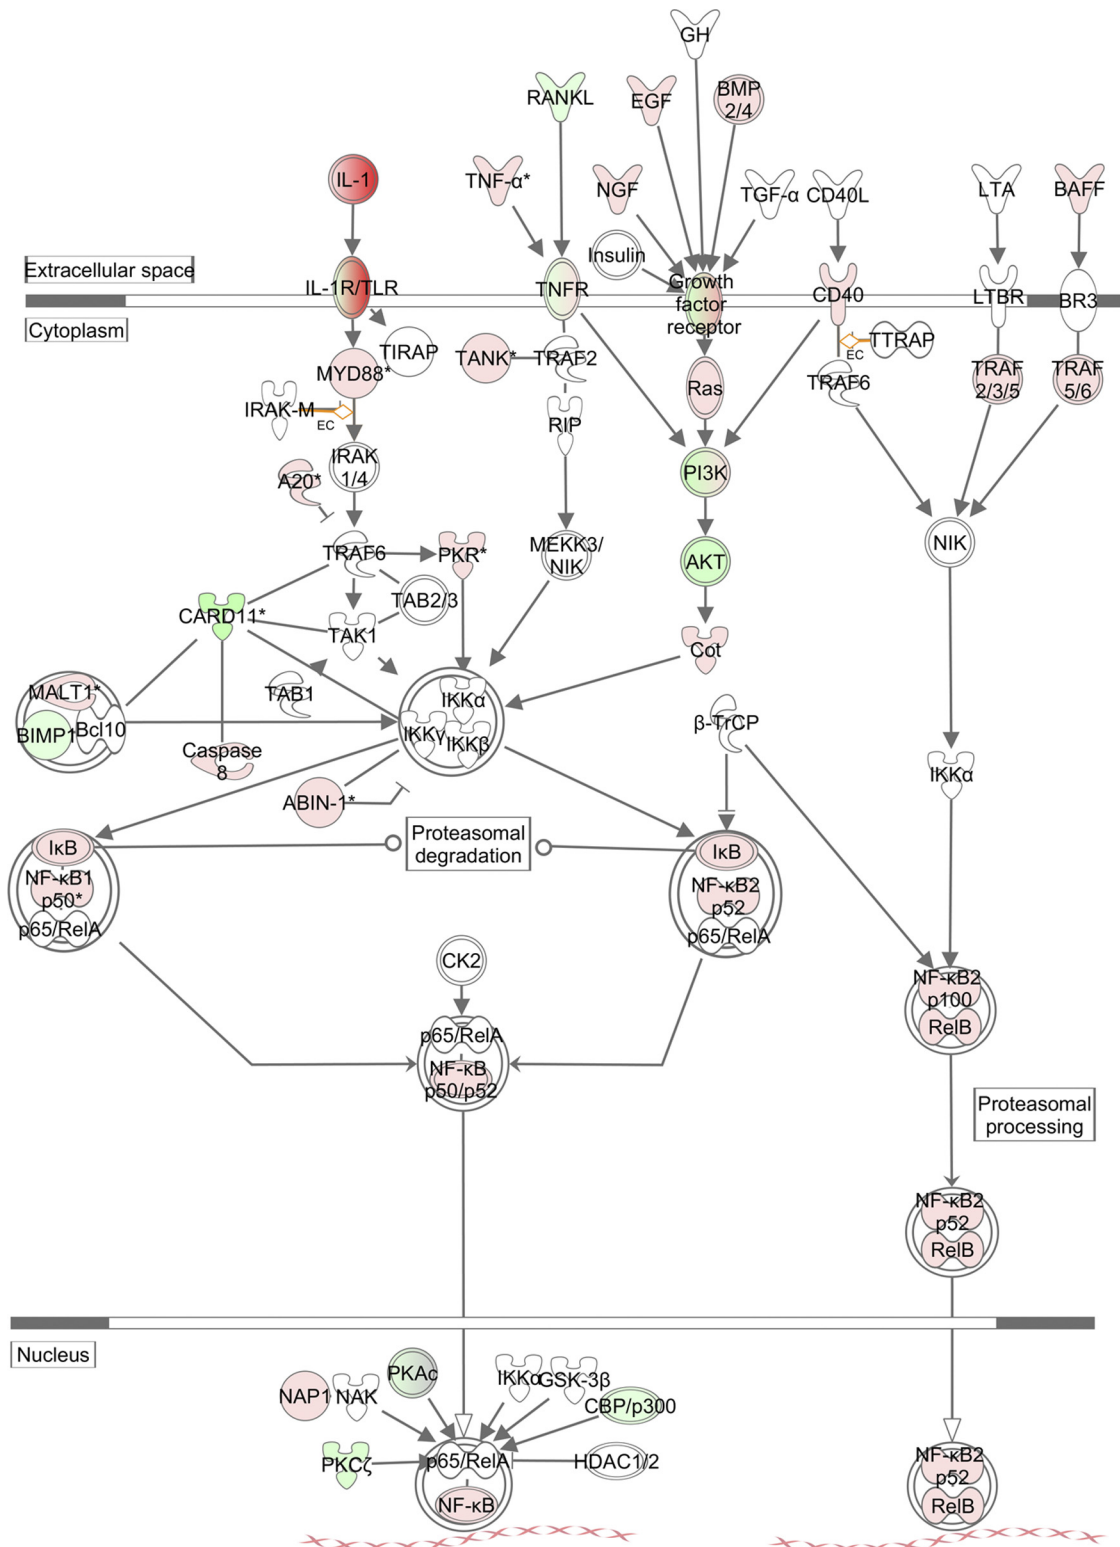 GH
RANKL
EGF
BMP
2/4
IL-1
TNF-α*
NGF
TGF-α
CD40L
LTA
BAFF
Insulin
Extracellular space
IL-1R/TLR
TNFR
Growth
factor
receptor
CD40
LTBR
BR3
Cytoplasm
TIRAP
MYD88*
TANK*
TRAF2
EC
TTRAP
Ras
TRAF6
TRAF
2/3/5
TRAF
5/6
IRAK-M
EC
RIP
IRAK
1/4
A20*
PI3K
TRAF6
PKR*
MEKK3/
NIK
AKT
NIK
TAB2/3
CARD11*
TAK1
Cot
MALT1*
TAB1
IKKα
BIMP1
Bcl10
IKKγ
IKKβ
β-TrCP
Caspase
8
IKKα
ABIN-1*
Proteasomal
degradation
IκB
NF-κB1
p50*
p65/RelA
IκB
NF-κB2
p52
p65/RelA
CK2
p65/RelA
NF-κB
p50/p52
NF-κB2
p100
RelB
Proteasomal
processing
NF-κB2
p52
RelB
Nucleus
NAP1
NAK
PKAc
IKKα
GSK-3β
CBP/p300
PKCζ
p65/RelA
HDAC1/2
NF-κB
NF-κB2
p52
RelB